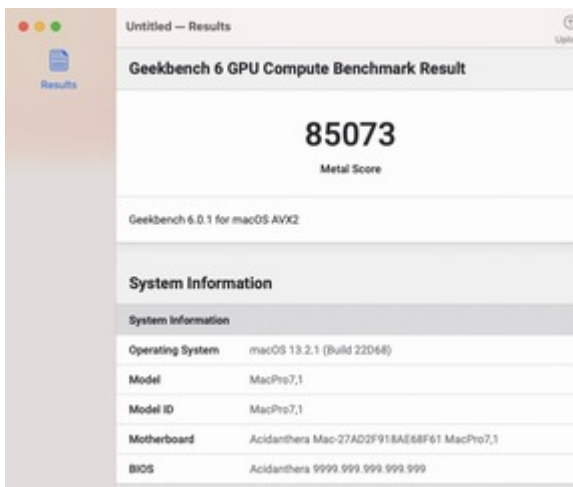 Untitled — Results
Results
Geekbench 6 GPU Compute Benchmark Result
85073
Metal Score
Geekbench 6.0.1 for macOS AVX2
System Information
System Information
Operating System macOS 13.2.1 (Build 22D68)
Model MacPro7,1
Model ID MacPro7,1
Motherboard Acidanthera Mac-27AD2F918AE68F61 MacPro7,1
BIOS Acidanthera 9999.999.999.999.999